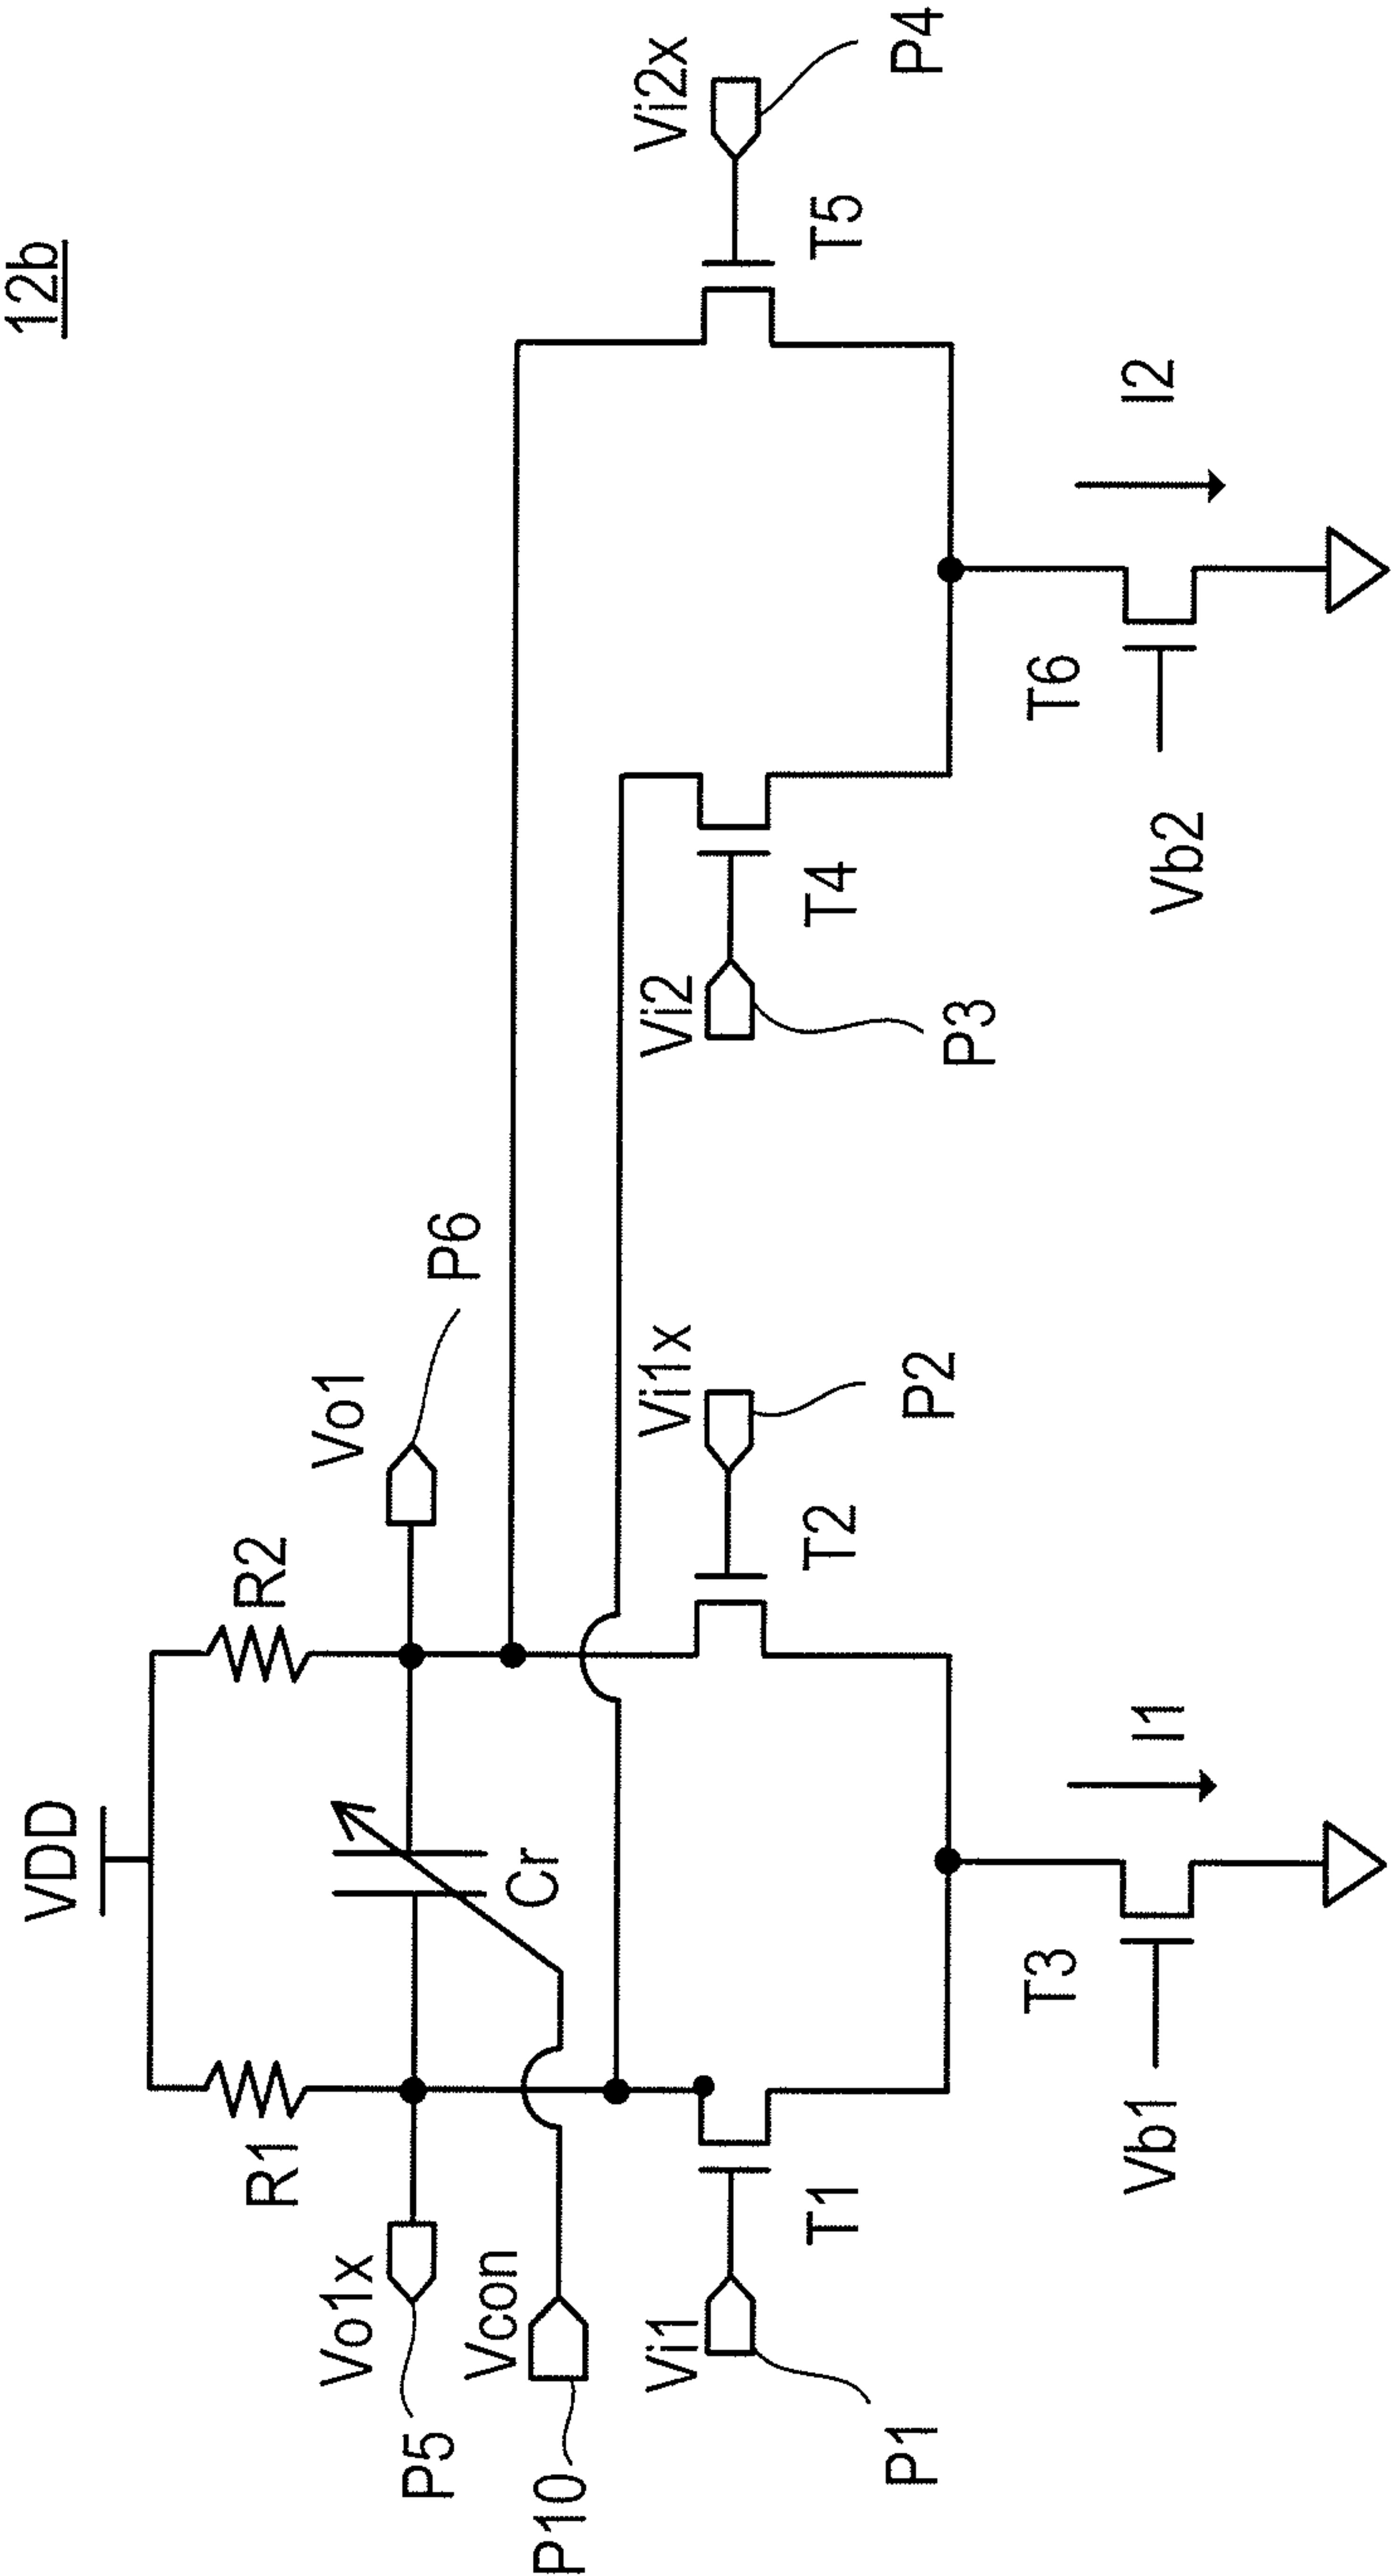 12b
VDD
R1
R2
Vo1x
Vo1
P5
P6
Vcon
Cr
P10
Vi1
Vi1x
Vi2
Vi2x
P1
T1
T2
P2
P3
T4
T5
P4
T3
I1
T6
I2
Vb1
Vb2